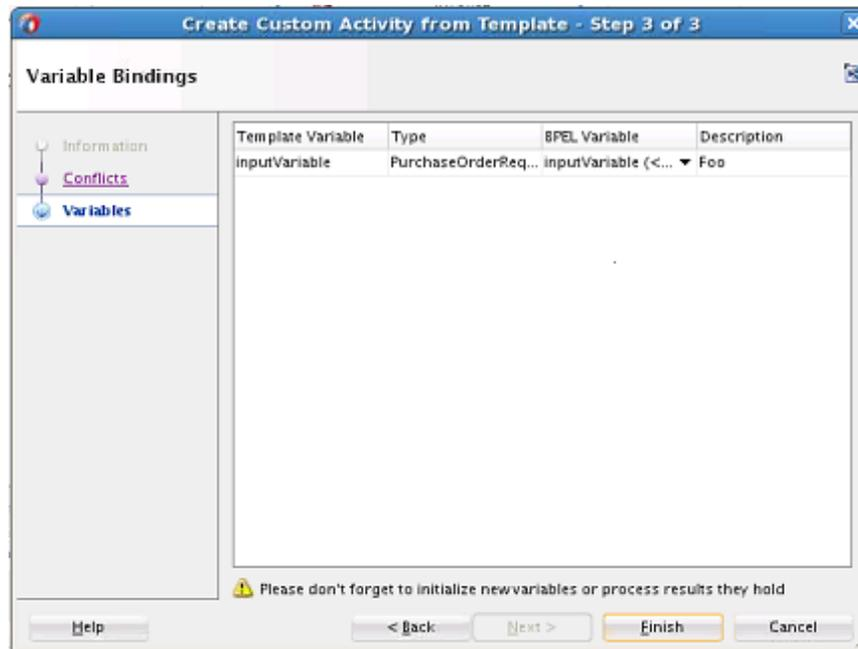 Create Custom Activity from Template - Step 3 of 3
Variable Bindings
Information
Conflicts
Variables
Template Variable Type BPEL Variable Description
inputVariable PurchaseOrderReq... inputVariable (<... Foo
Please don't forget to initialize new variables or process results they hold
Help < Back Next > Finish Cancel